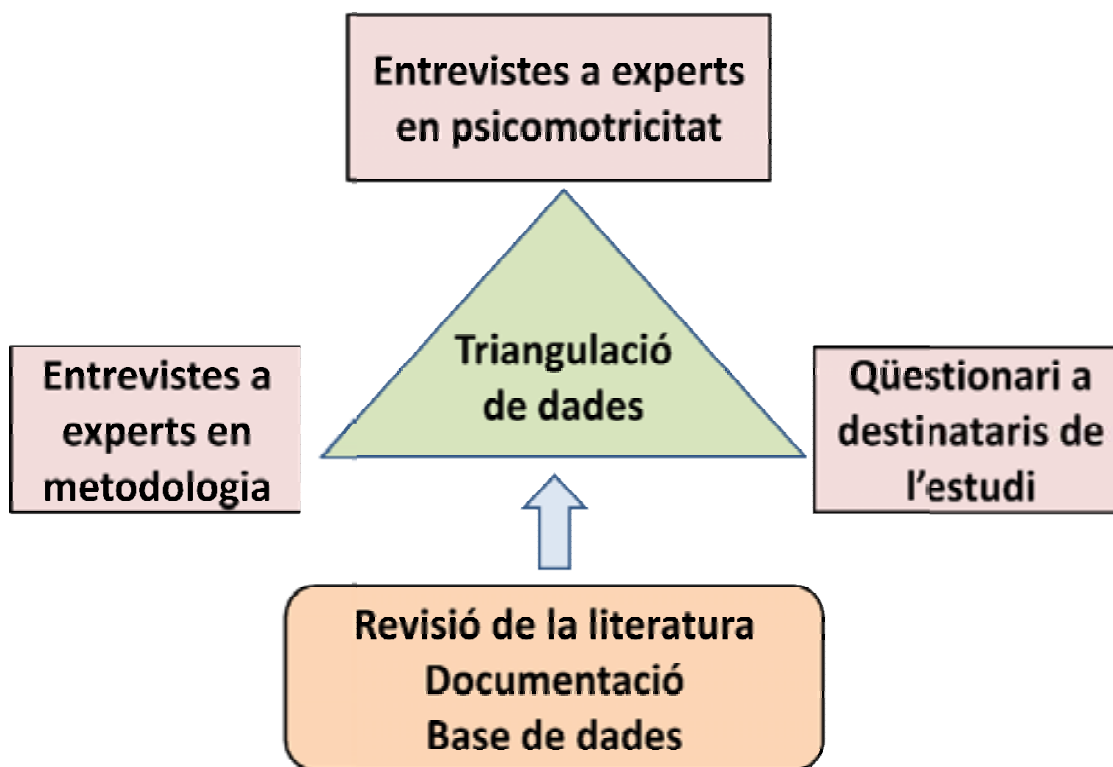 Entrevistes a experts
en psicomotricitat
Triangulació
de dades
Entrevistes a
experts en
metodologia
Qüestionari a
destinataris de
l'estudi
Revisió de la literatura
Documentació
Base de dades